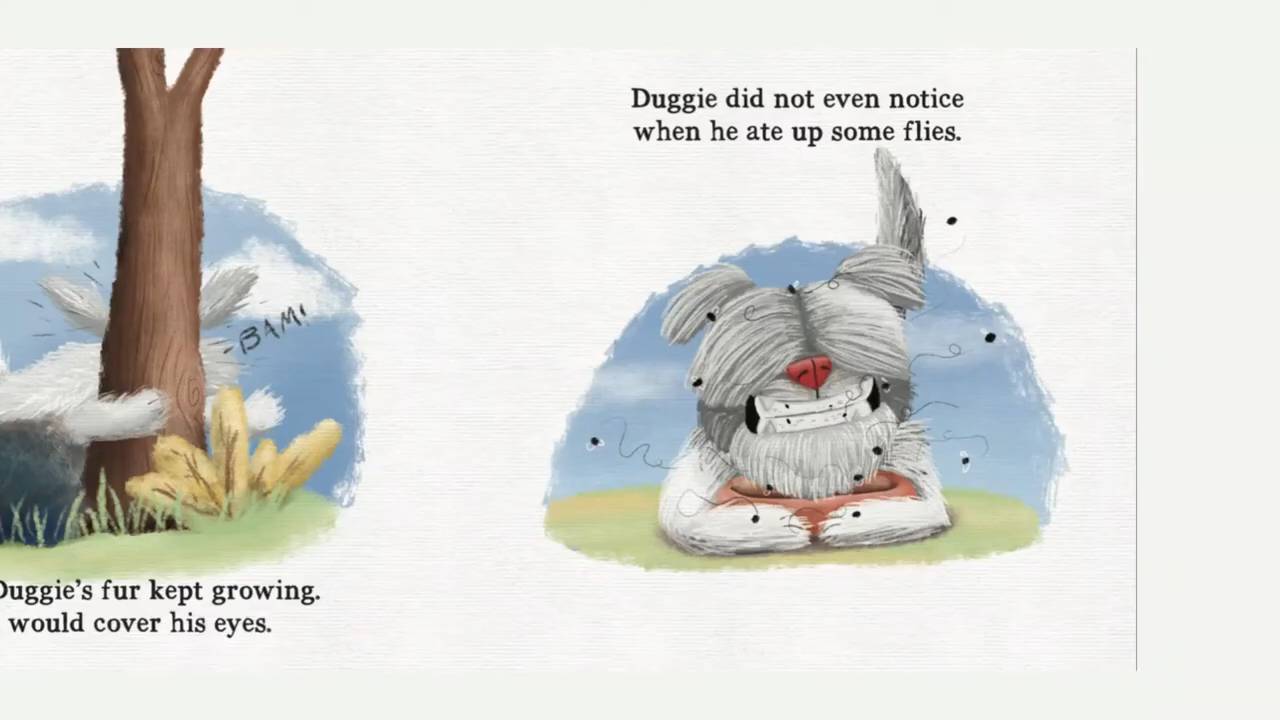 BAM!
Duggie's fur kept growing.
would cover his eyes.
Duggie did not even notice
when he ate up some flies.